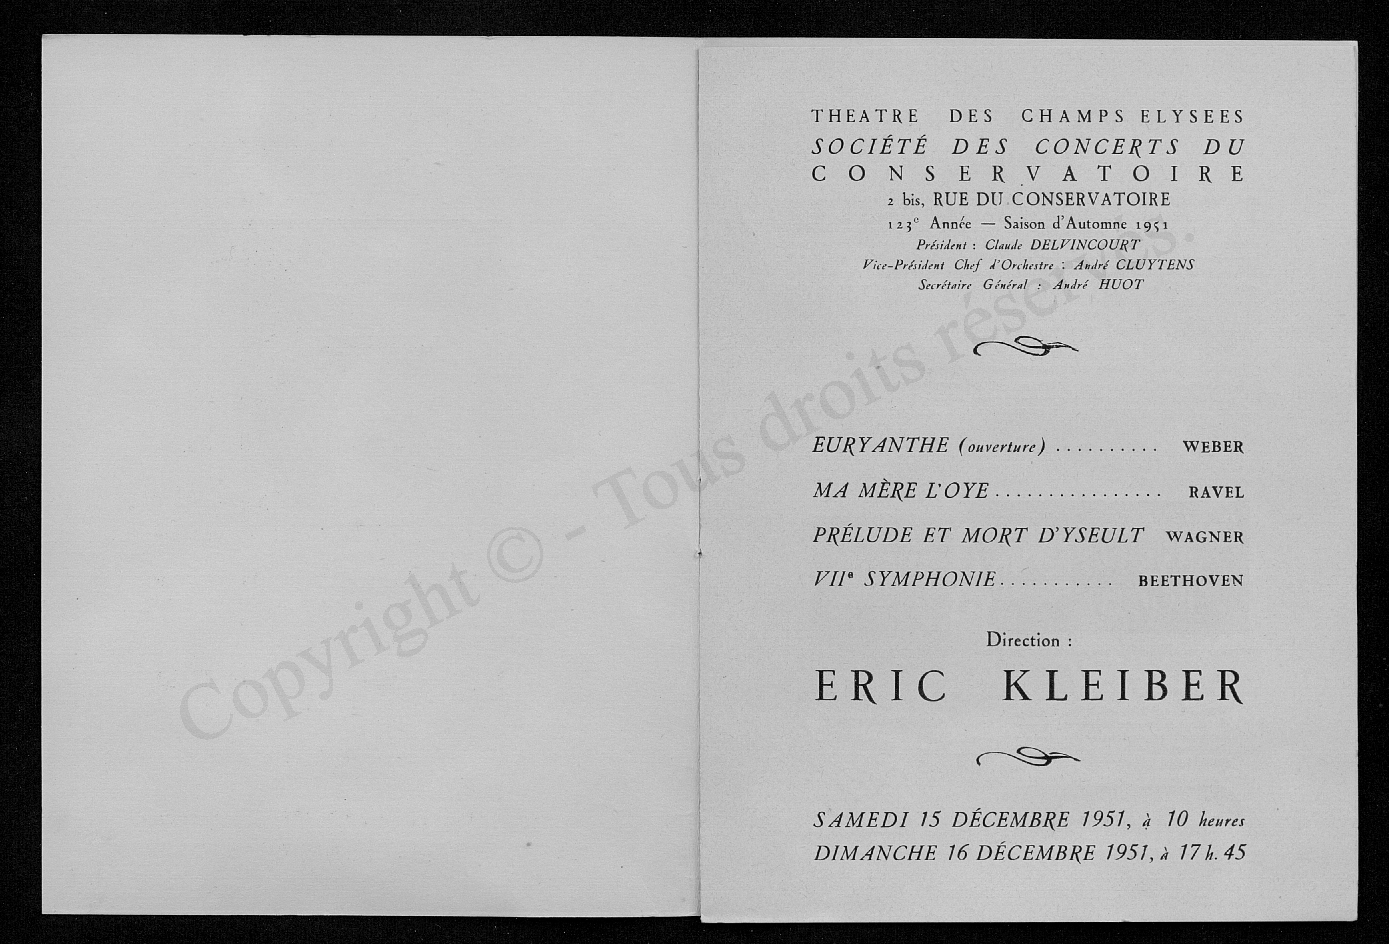 THEATRE DES CHAMPS ELYSEES
SOCIÉTÉ DES CONCERTS DU
CONSERVATOIRE
2 bis, RUE DU CONSERVATOIRE
123e Année — Saison d'Automne 1951
Président : Claude DELVINCOURT
Vice-Président Chef d'Orchestre : André CLUYTENS
Secrétaire Général : André HUOT
EURYANTHE (ouverture) .......... WEBER
MA MÈRE L'OYE ................ RAVEL
PRÉLUDE ET MORT D'YSEULT WAGNER
VIIe SYMPHONIE ........... BEETHOVEN
Direction :
ERIC KLEIBER
SAMEDI 15 DÉCEMBRE 1951, à 10 heures
DIMANCHE 16 DÉCEMBRE 1951, à 17 h. 45
Copyright © - Tous droits réservés.